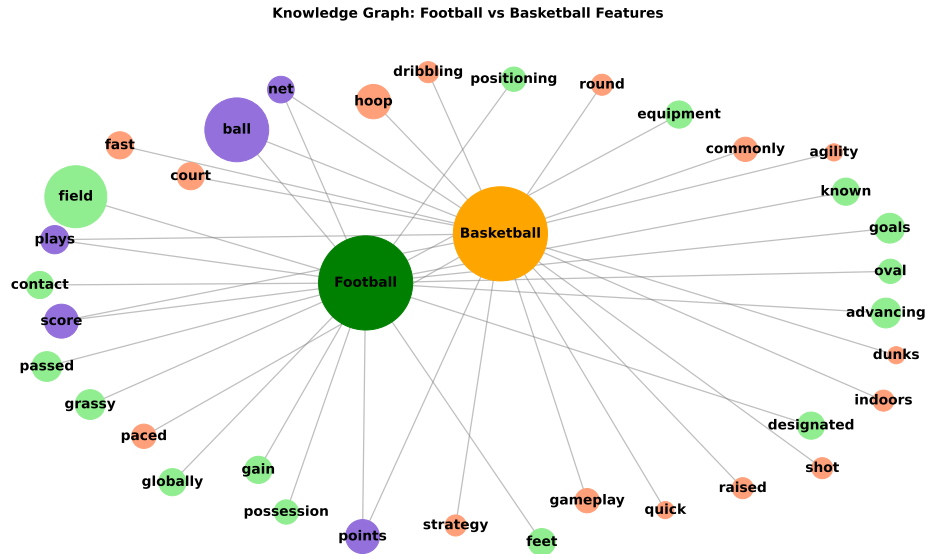 Knowledge Graph: Football vs Basketball Features
dribbling
positioning
round
net
hoop
equipment
ball
fast
commonly
agility
court
known
field
goals
Basketball
plays
oval
Football
contact
advancing
score
dunks
passed
indoors
grassy
designated
paced
shot
gain
globally
raised
gameplay
quick
possession
strategy
points
feet